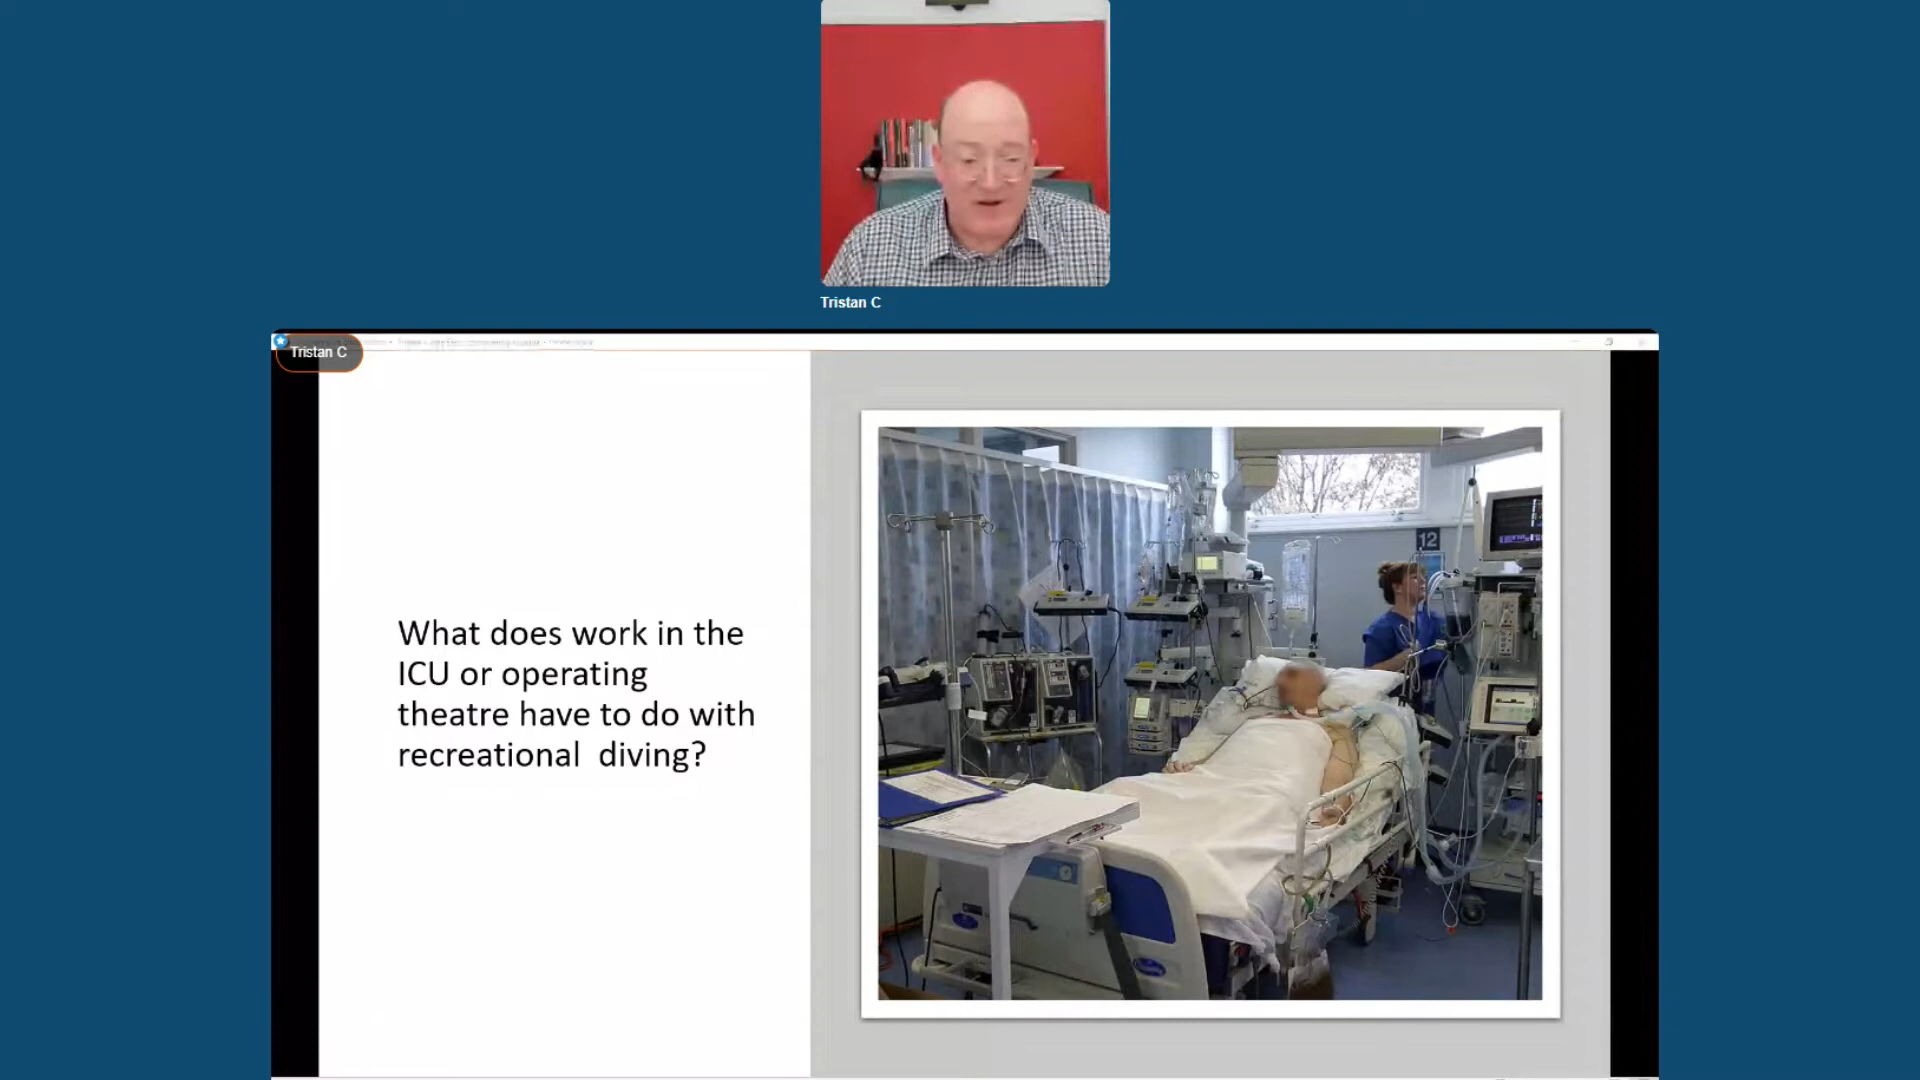 Tristan C
Tristan C
What does work in the
ICU or operating
theatre have to do with
recreational diving?
12